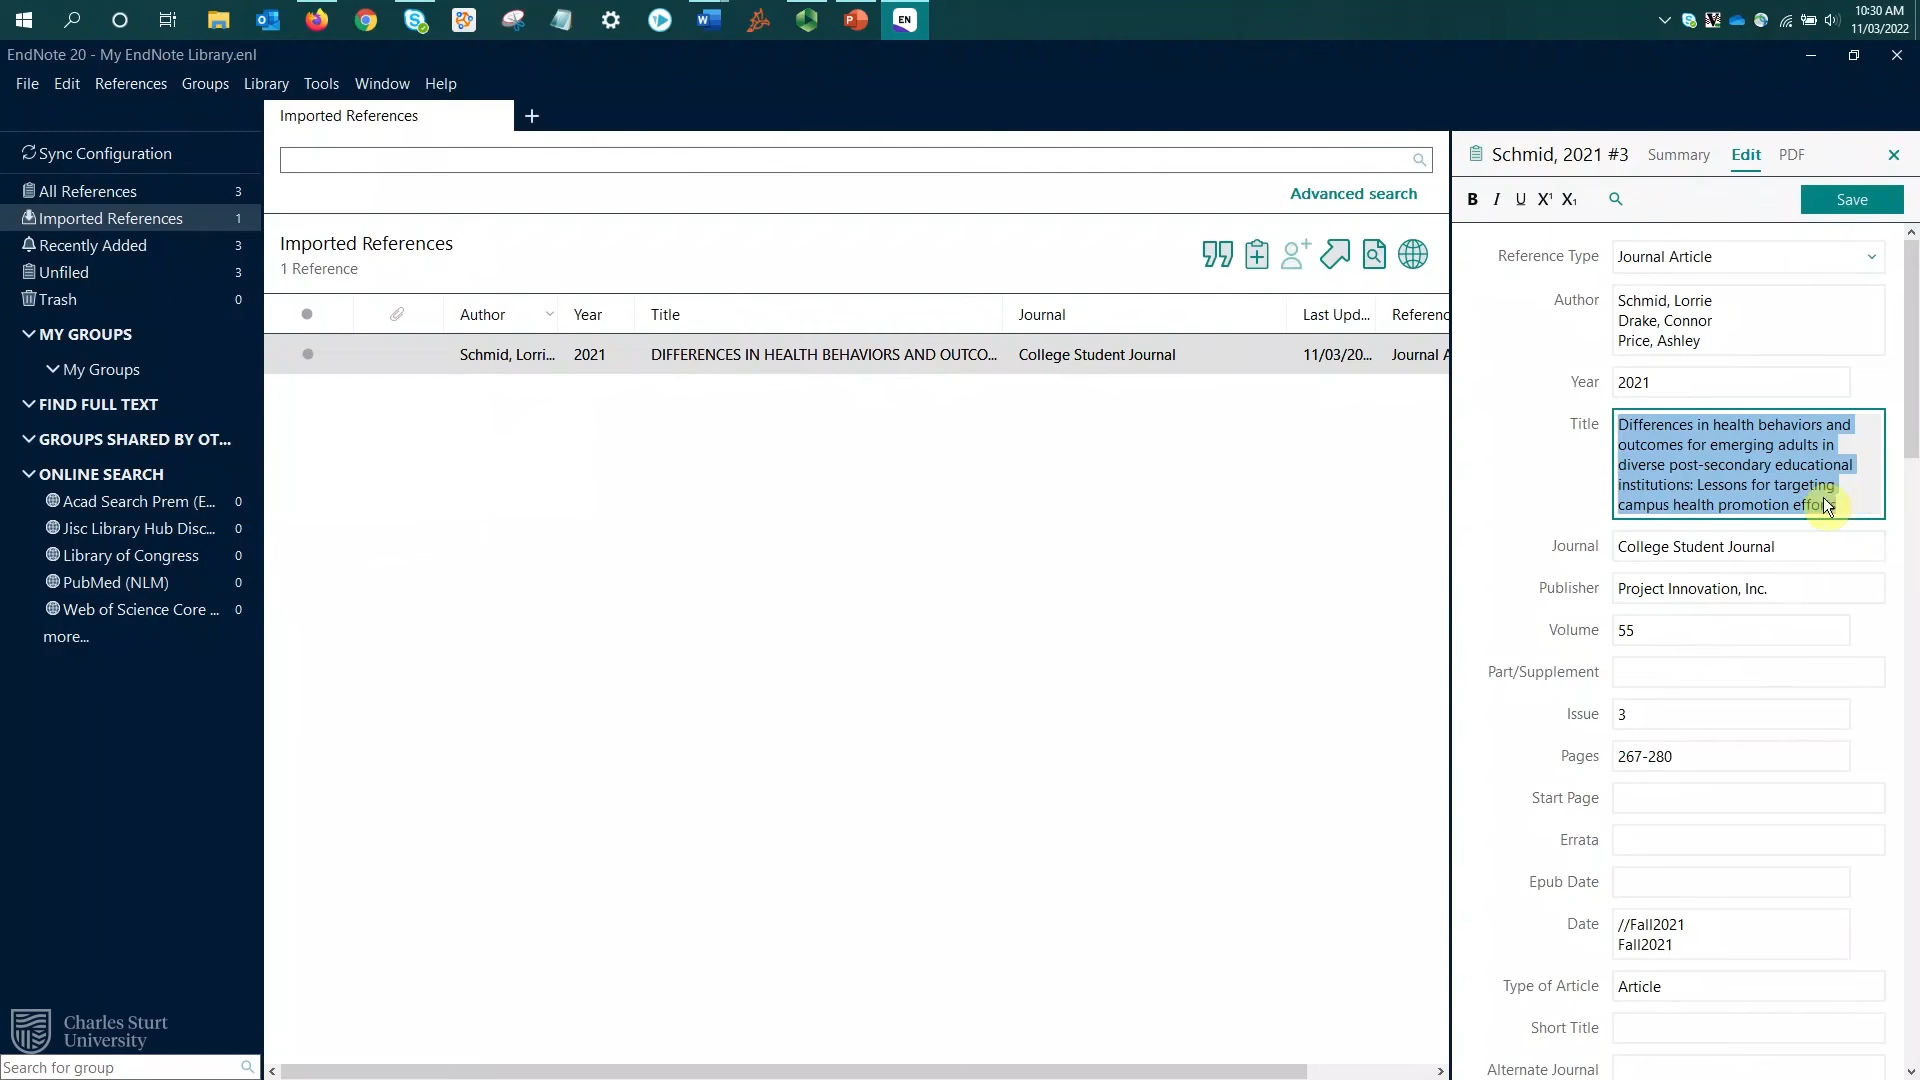 10:30 AM
11/03/2022
EndNote 20 - My EndNote Library.enl
File Edit References Groups Library Tools Window Help
Imported References
Sync Configuration
All References 3
Imported References 1
Recently Added 3
Unfiled 3
Trash 0
MY GROUPS
My Groups
FIND FULL TEXT
GROUPS SHARED BY OT...
ONLINE SEARCH
Acad Search Prem (E... 0
Jisc Library Hub Disc... 0
Library of Congress 0
PubMed (NLM) 0
Web of Science Core ... 0
more...
Charles Sturt
University
Search for group
Advanced search
Imported References
1 Reference
Author Year Title Journal Last Upd... Referenc
Schmid, Lorri... 2021 DIFFERENCES IN HEALTH BEHAVIORS AND OUTCO... College Student Journal 11/03/20... Journal A
Schmid, 2021 #3 Summary Edit PDF
B I U X¹ X₁ Save
Reference Type Journal Article
Author Schmid, Lorrie
Drake, Connor
Price, Ashley
Year 2021
Title Differences in health behaviors and
outcomes for emerging adults in
diverse post-secondary educational
institutions: Lessons for targeting
campus health promotion efforts
Journal College Student Journal
Publisher Project Innovation, Inc.
Volume 55
Part/Supplement
Issue 3
Pages 267-280
Start Page
Errata
Epub Date
Date //Fall2021
Fall2021
Type of Article Article
Short Title
Alternate Journal